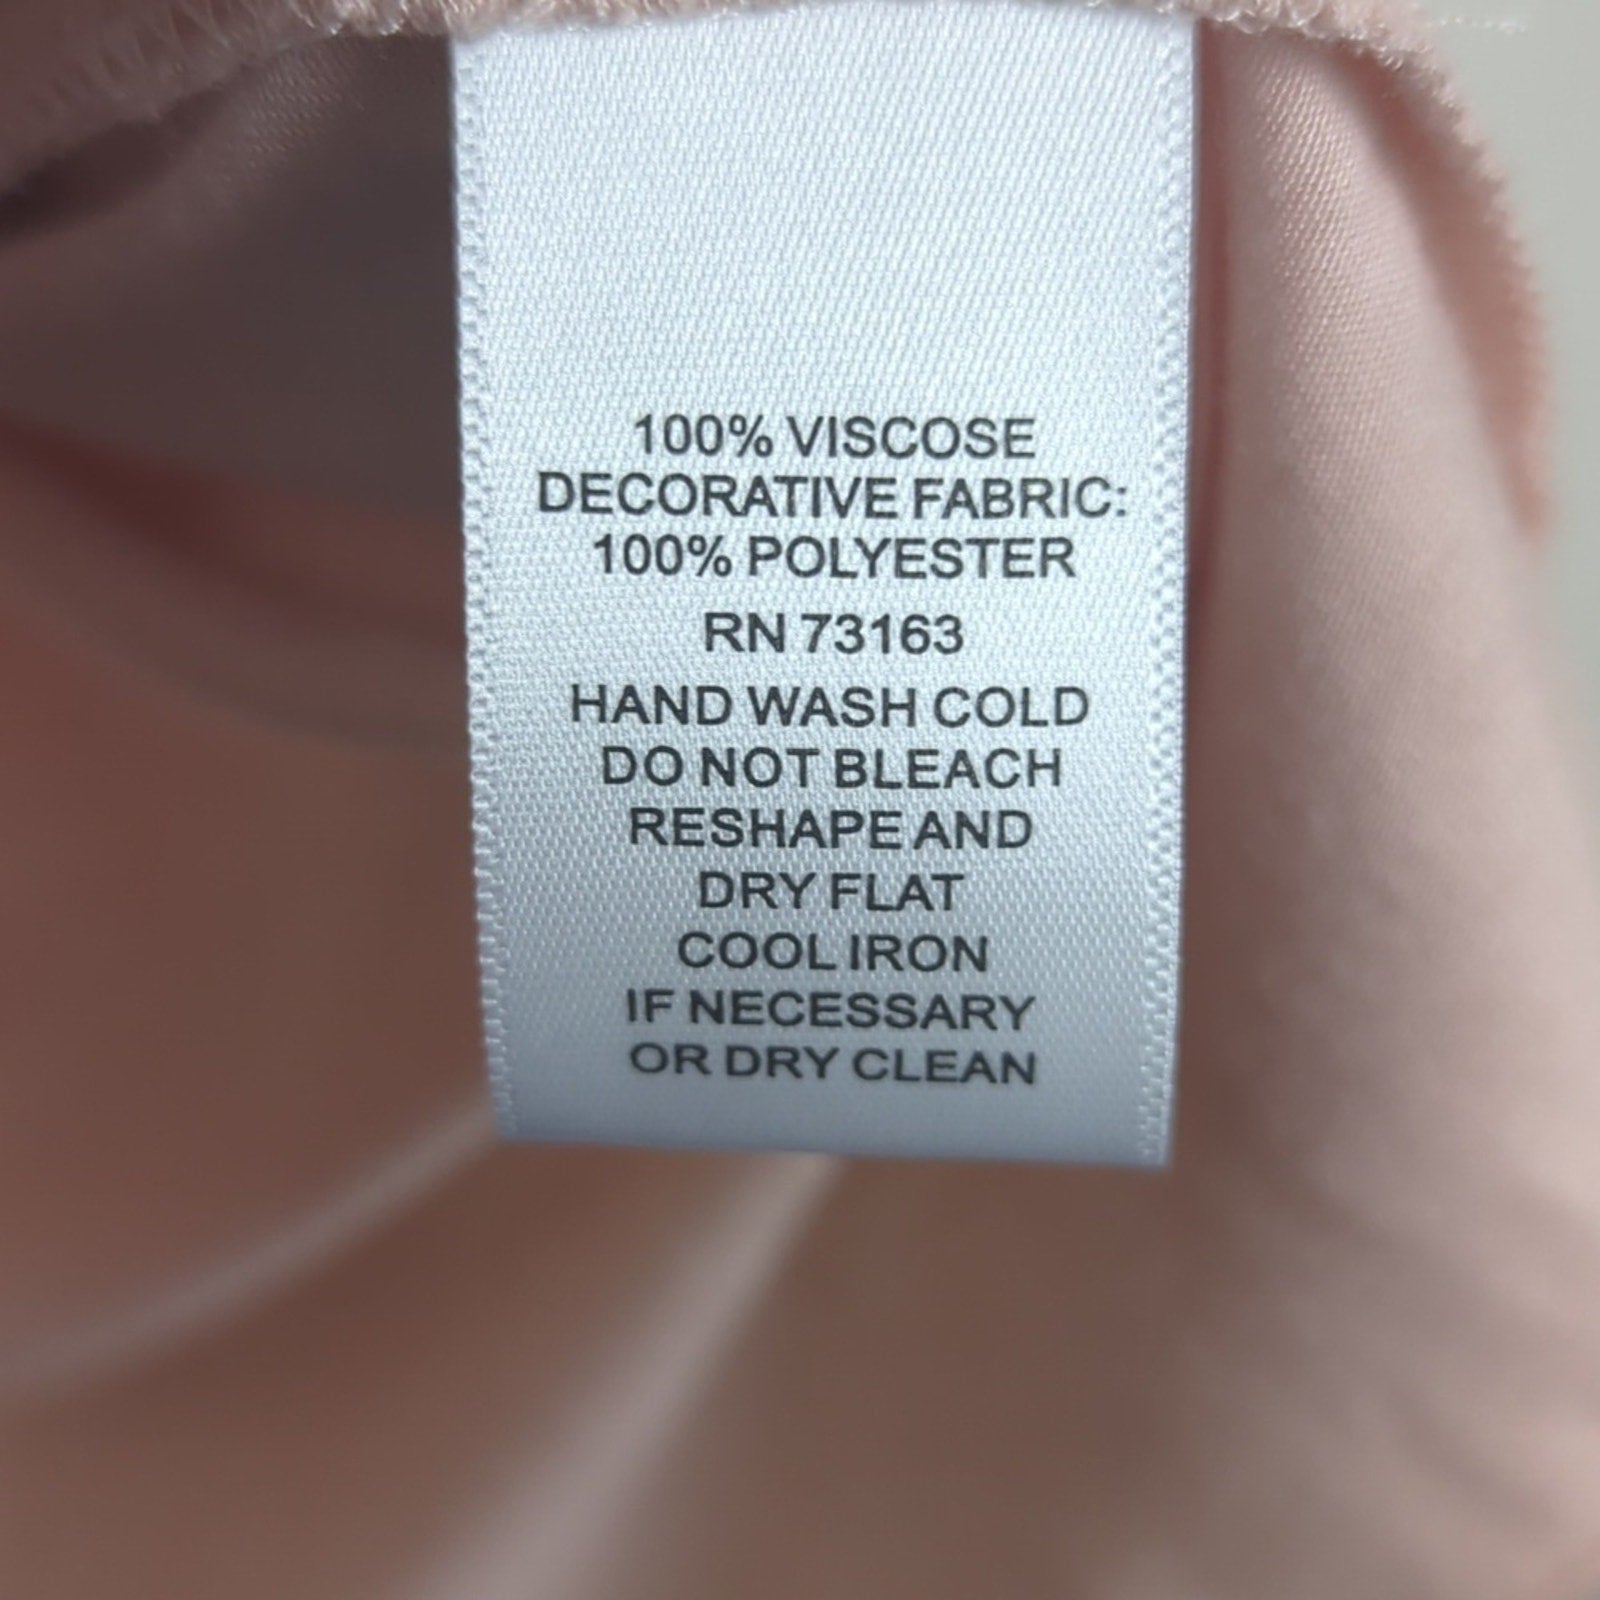 100% VISCOSE
DECORATIVE FABRIC:
100% POLYESTER
RN 73163
HAND WASH COLD
DO NOT BLEACH
RESHAPE AND
DRY FLAT
COOL IRON
IF NECESSARY
OR DRY CLEAN